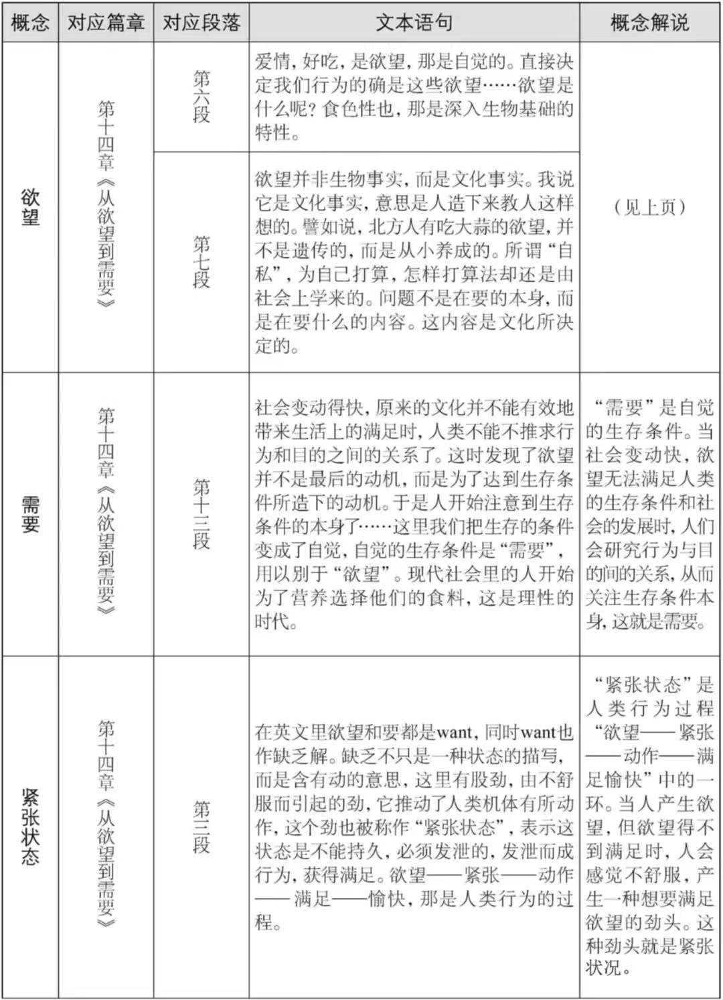 概念 对应篇章 对应段落 文本语句 概念解说
欲望
第十四章《从欲望到需要》
第六段
爱情，好吃，是欲望，那是自觉的。直接决
定我们行为的确是这些欲望……欲望是
什么呢？食色性也，那是深入生物基础的
特性。
第七段
欲望并非生物事实，而是文化事实。我说
它是文化事实，意思是人造下来教人这样
想的。譬如说，北方人有吃大蒜的欲望，并
不是遗传的，而是从小养成的。所谓“自
私”，为自己打算，怎样打算法却还是由
社会上学来的。问题不是在要的本身，而
是在要什么的内容。这内容是文化所决
定的。
（见上页）
需要
第十四章《从欲望到需要》
第十三段
社会变动得快，原来的文化并不能有效地
带来生活上的满足时，人类不能不推求行
为和目的之间的关系了。这时发现了欲望
并不是最后的动机，而是为了达到生存条
件所造下的动机。于是人开始注意到生存
条件的本身了……这里我们把生存的条件
变成了自觉，自觉的生存条件是“需要”，
用以别于“欲望”。现代社会里的人开始
为了营养选择他们的食料，这是理性的
时代。
“需要”是自觉
的生存条件。当
社会变动快，欲
望无法满足人类
的生存条件和社
会的发展时，人们
会研究行为与目
的间的关系，从而
关注生存条件本
身，这就是需要。
紧张状态
第十四章《从欲望到需要》
第三段
在英文里欲望和要都是want，同时want也
作缺乏解。缺乏不只是一种状态的描写，
而是含有动的意思，这里有股劲，由不舒
服而引起的劲，它推动了人类机体有所动
作，这个劲也被称作“紧张状态”，表示这
状态是不能持久，必须发泄的，发泄而成
行为，获得满足。欲望——紧张——动作
——满足——愉快，那是人类行为的过
程。
“紧张状态”是
人类行为过程
“欲望——紧张
——动作——满
足愉快”中的一
环。当人产生欲
望，但欲望得不
到满足时，人会
感觉不舒服，产
生一种想要满足
欲望的劲头。这
种劲头就是紧张
状况。